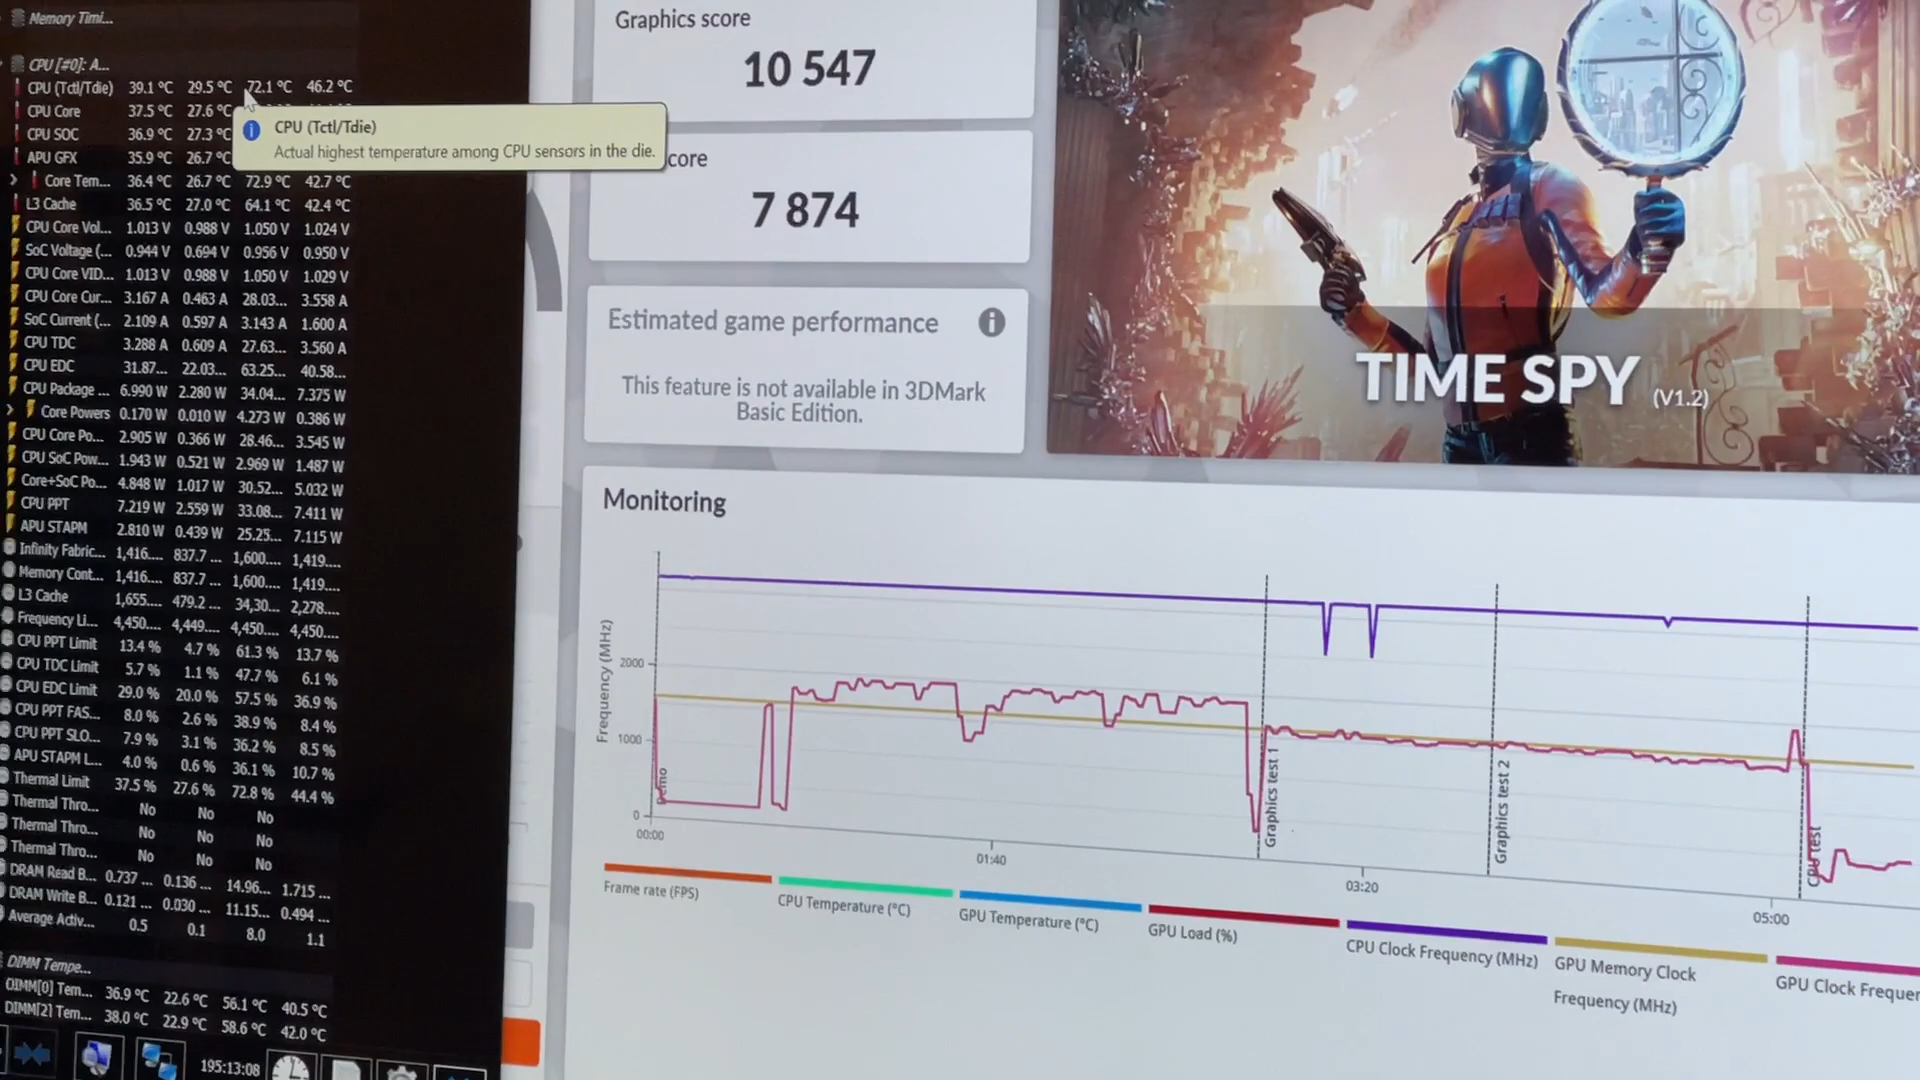 Memory Timi...
CPU [#0]: A...
CPU (Tctl/Tdie) 39.1 °C 29.5 °C 72.1 °C 46.2 °C
CPU Core 37.5 °C 27.6 °C
CPU SOC 36.9 °C 27.3 °C
APU GFX 35.9 °C 26.7 °C
Core Tem... 36.4 °C 26.7 °C 72.9 °C 42.7 °C
L3 Cache 36.5 °C 27.0 °C 64.1 °C 42.4 °C
CPU Core Vol... 1.013 V 0.988 V 1.050 V 1.024 V
SoC Voltage (... 0.944 V 0.694 V 0.956 V 0.950 V
CPU Core VID... 1.013 V 0.988 V 1.050 V 1.029 V
CPU Core Cur... 3.167 A 0.463 A 28.03... 3.558 A
SoC Current (... 2.109 A 0.597 A 3.143 A 1.600 A
CPU TDC 3.288 A 0.609 A 27.63... 3.560 A
CPU EDC 31.87... 22.03... 63.25... 40.58...
CPU Package ... 6.990 W 2.280 W 34.04... 7.375 W
Core Powers 0.170 W 0.010 W 4.273 W 0.386 W
CPU Core Po... 2.905 W 0.366 W 28.46... 3.545 W
CPU SoC Pow... 1.943 W 0.521 W 2.969 W 1.487 W
Core+SoC Po... 4.848 W 1.017 W 30.52... 5.032 W
CPU PPT 7.219 W 2.559 W 33.08... 7.411 W
APU STAPM 2.810 W 0.439 W 25.25... 7.115 W
Infinity Fabric... 1,416.... 837.7 ... 1,600.... 1,419....
Memory Cont... 1,416.... 837.7 ... 1,600.... 1,419....
L3 Cache 1,655.... 479.2 ... 34,30... 2,278....
Frequency Li... 4,450.... 4,449.... 4,450.... 4,450....
CPU PPT Limit 13.4 % 4.7 % 61.3 % 13.7 %
CPU TDC Limit 5.7 % 1.1 % 47.7 % 6.1 %
CPU EDC Limit 29.0 % 20.0 % 57.5 % 36.9 %
CPU PPT FAS... 8.0 % 2.6 % 38.9 % 8.4 %
CPU PPT SLO... 7.9 % 3.1 % 36.2 % 8.5 %
APU STAPM L... 4.0 % 0.6 % 36.1 % 10.7 %
Thermal Limit 37.5 % 27.6 % 72.8 % 44.4 %
Thermal Thro... No No No
Thermal Thro... No No No
Thermal Thro... No No No
DRAM Read B... 0.737 ... 0.136 ... 14.96... 1.715 ...
DRAM Write B... 0.121 ... 0.030 ... 11.15... 0.494 ...
Average Activ... 0.5 0.1 8.0 1.1
DIMM Tempe...
DIMM[0] Tem... 36.9 °C 22.6 °C 56.1 °C 40.5 °C
DIMM[2] Tem... 38.0 °C 22.9 °C 58.6 °C 42.0 °C
195:13:08
CPU (Tctl/Tdie)
Actual highest temperature among CPU sensors in the die.
Graphics score
10 547
core
7 874
Estimated game performance
This feature is not available in 3DMark
Basic Edition.
TIME SPY (V1.2)
Monitoring
Frequency (MHz)
2000
1000
0
Demo
Graphics test 1
Graphics test 2
CPU test
00:00
01:40
03:20
05:00
Frame rate (FPS)
CPU Temperature (°C)
GPU Temperature (°C)
GPU Load (%)
CPU Clock Frequency (MHz)
GPU Memory Clock
Frequency (MHz)
GPU Clock Frequen